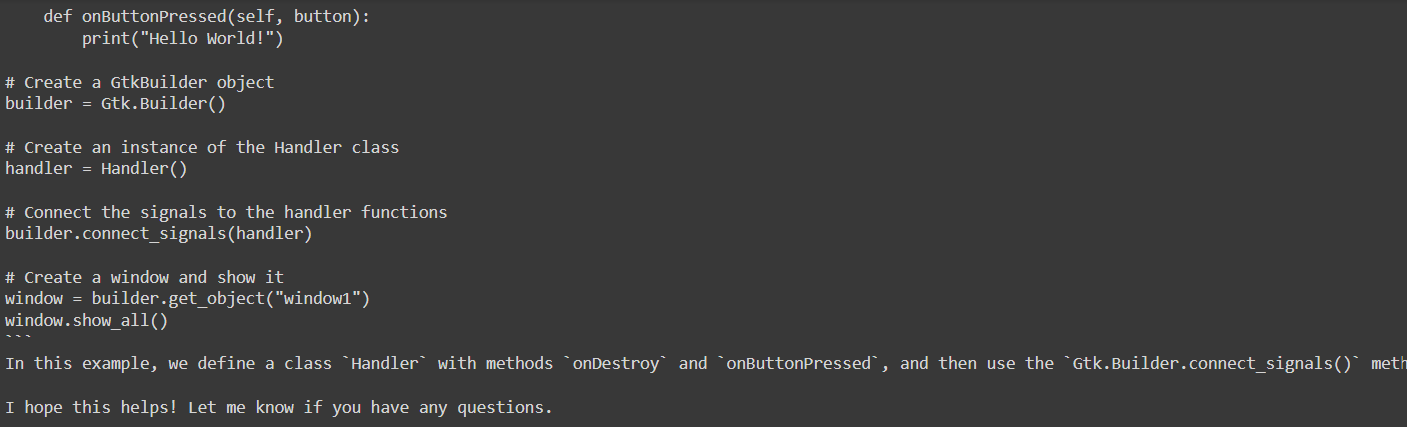 def onButtonPressed(self, button):
        print("Hello World!")

# Create a GtkBuilder object
builder = Gtk.Builder()

# Create an instance of the Handler class
handler = Handler()

# Connect the signals to the handler functions
builder.connect_signals(handler)

# Create a window and show it
window = builder.get_object("window1")
window.show_all()
```
In this example, we define a class `Handler` with methods `onDestroy` and `onButtonPressed`, and then use the `Gtk.Builder.connect_signals()`

I hope this helps! Let me know if you have any questions.